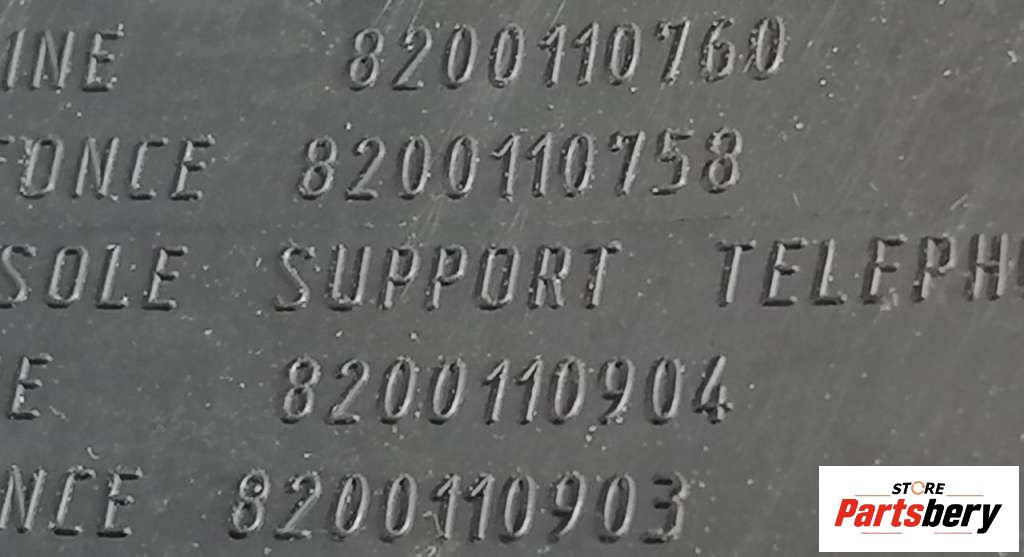 INE 8200110760
FONCE 8200110758
SOLE SUPPORT TELEPH
E 8200110904
NCE 8200110903
STORE
Partsbery